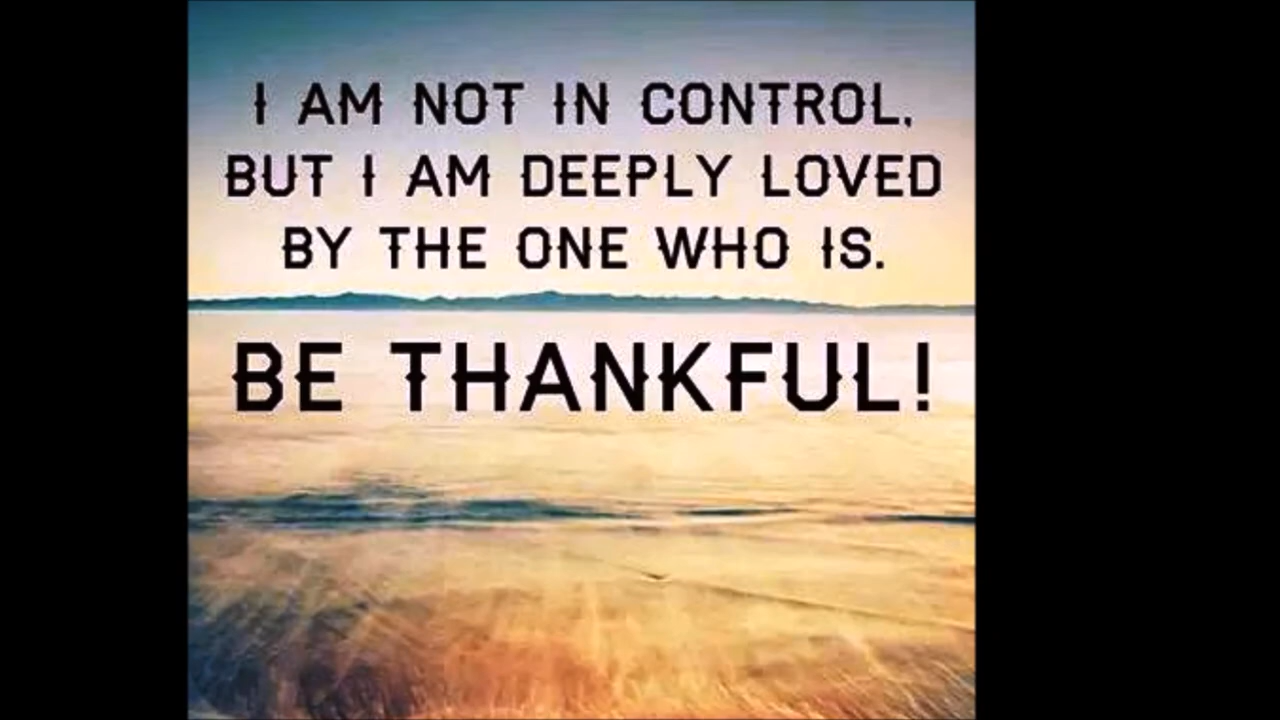 I AM NOT IN CONTROL,
BUT I AM DEEPLY LOVED
BY THE ONE WHO IS.
BE THANKFUL!